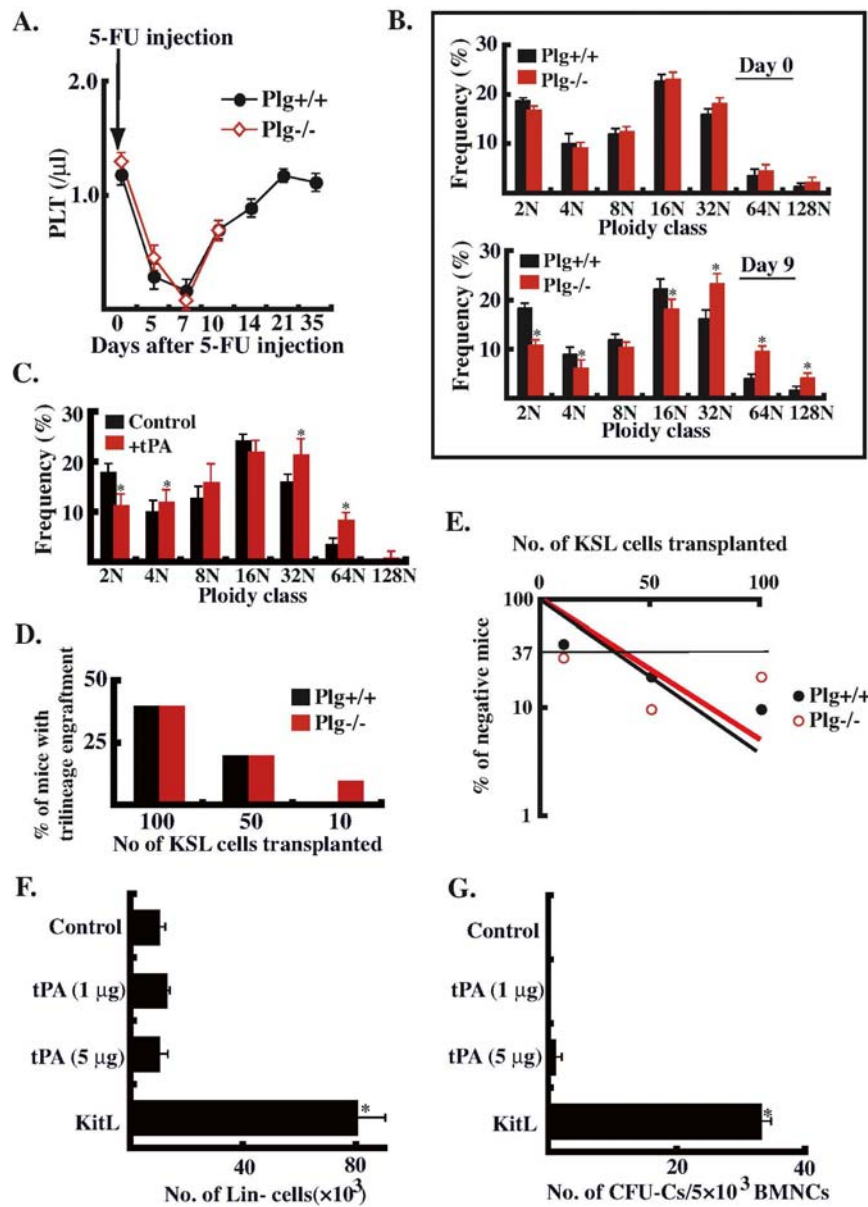 A.
5-FU injection
2.0
1.0
PLT (/μl)
Plg+/+
Plg-/-
0 5 7 10 14 21 35
Days after 5-FU injection
B.
30
20
10
Frequency (%)
Plg+/+
Plg-/-
Day 0
2N 4N 8N 16N 32N 64N 128N
Ploidy class
30
20
10
Frequency (%)
Plg+/+
Plg-/-
Day 9
* * * * * *
2N 4N 8N 16N 32N 64N 128N
Ploidy class
C.
30
20
10
Frequency (%)
Control
+tPA
* * * *
2N 4N 8N 16N 32N 64N 128N
Ploidy class
D.
50
25
% of mice with
trilineage engraftment
Plg+/+
Plg-/-
100 50 10
No of KSL cells transplanted
E.
No. of KSL cells transplanted
0 50 100
100
37
10
1
% of negative mice
Plg+/+
Plg-/-
F.
Control
tPA (1 μg)
tPA (5 μg)
KitL
*
40 80
No. of Lin- cells(×10³)
G.
Control
tPA (1 μg)
tPA (5 μg)
KitL
*
20 40
No. of CFU-Cs/5×10³ BMNCs